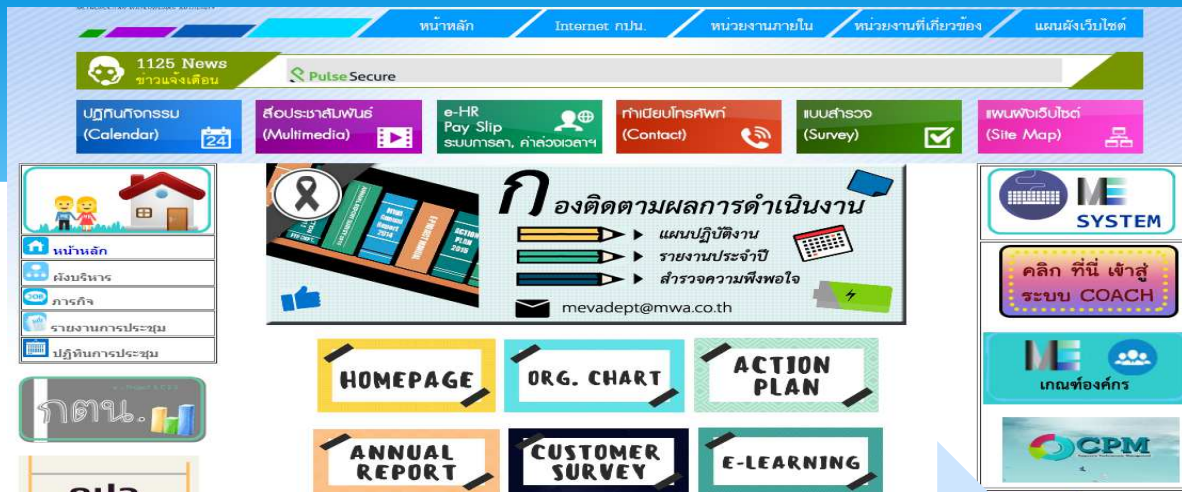 หน้าหลัก
Internet กปน.
หน่วยงานภายใน
หน่วยงานที่เกี่ยวข้อง
แผนผังเว็บไซต์
1125 News
ข่าวแจ้งเตือน
Pulse Secure
ปฏิทินกิจกรรม
(Calendar)
24
สื่อประชาสัมพันธ์
(Multimedia)
e-HR
Pay Slip
ระบบการลา, ค่าล่วงเวลาฯ
ทำเนียบโทรศัพท์
(Contact)
แบบสำรวจ
(Survey)
แผนผังเว็บไซต์
(Site Map)
หน้าหลัก
ผังบริหาร
JOB
ภารกิจ
รายงานการประชุม
ปฏิทินการประชุม
กตน.
กองติดตามผลการดำเนินงาน
แผนปฏิบัติงาน
รายงานประจำปี
สำรวจความพึงพอใจ
mevadept@mwa.co.th
ACTION
PLAN
HOMEPAGE
ORG. CHART
ACTION
PLAN
ANNUAL
REPORT
CUSTOMER
SURVEY
E-LEARNING
ME
SYSTEM
คลิก ที่นี่ เข้าสู่
ระบบ COACH
ME
เกณฑ์องค์กร
CPM